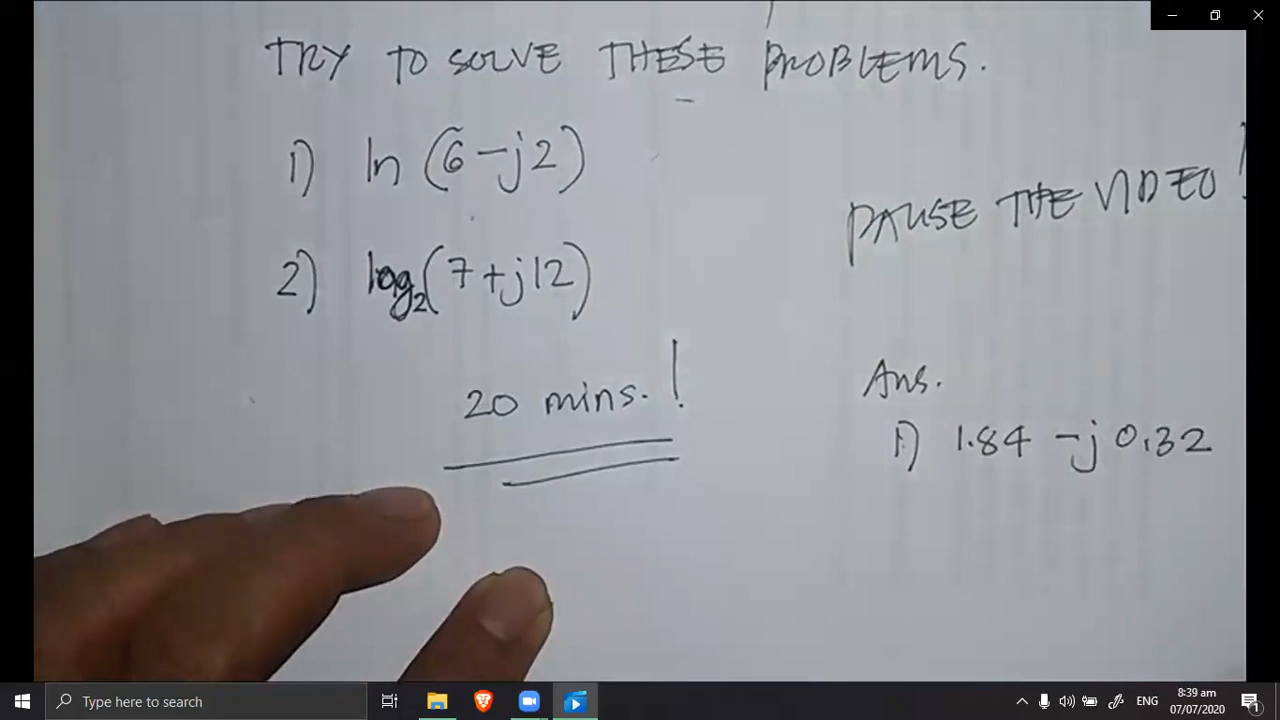 TRY TO SOLVE THESE PROBLEMS.
1) ln (6 - j2)
2) log₂(7 + j12)
20 mins. !
PAUSE THE VIDEO !
Ans.
1) 1.84 - j 0.32
Type here to search
ENG
8:39 am
07/07/2020
1